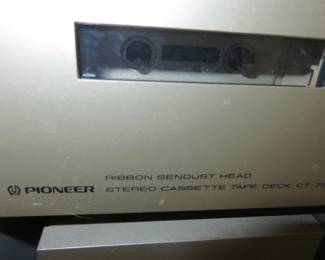 RIBBON SENDUST HEAD
PIONEER STEREO CASSETTE TAPE DECK